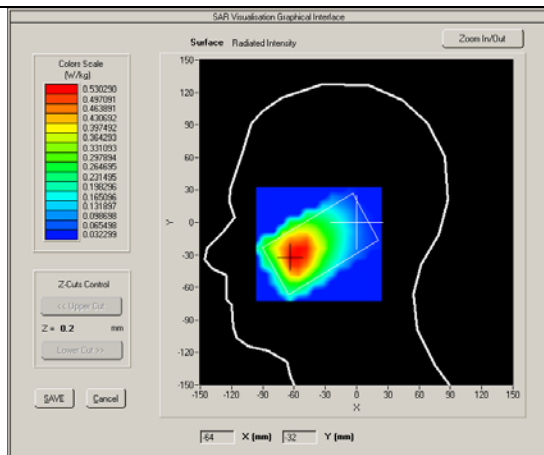 SAR Visualisation Graphical Interface
Surface Radiated Intensity
Zoom In/Out
Colors Scale
(W/kg)
0.530290
0.497091
0.463891
0.430692
0.397492
0.364293
0.331093
0.297894
0.264695
0.231495
0.198296
0.165096
0.131897
0.098698
0.065498
0.032299
Z-Cuts Control
<< Upper Cut
Z = 0.2 mm
Lower Cut >>
SAVE Cancel
150
120
90
60
30
0
-30
-60
-90
-120
-150
Y
-150 -120 -90 -60 -30 0 30 60 90 120 150
X
-64 X (mm) -32 Y (mm)